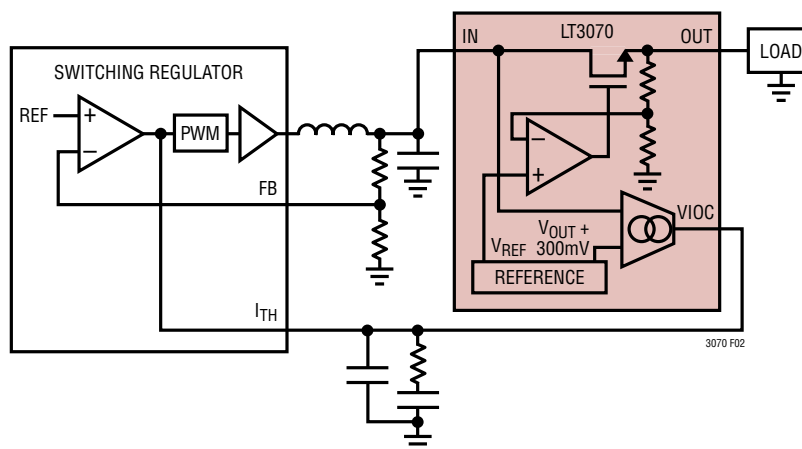 SWITCHING REGULATOR
REF
+
−
PWM
FB
I_TH
IN
LT3070
OUT
LOAD
−
+
V_REF
V_OUT +
300mV
VIOC
REFERENCE
3070 F02